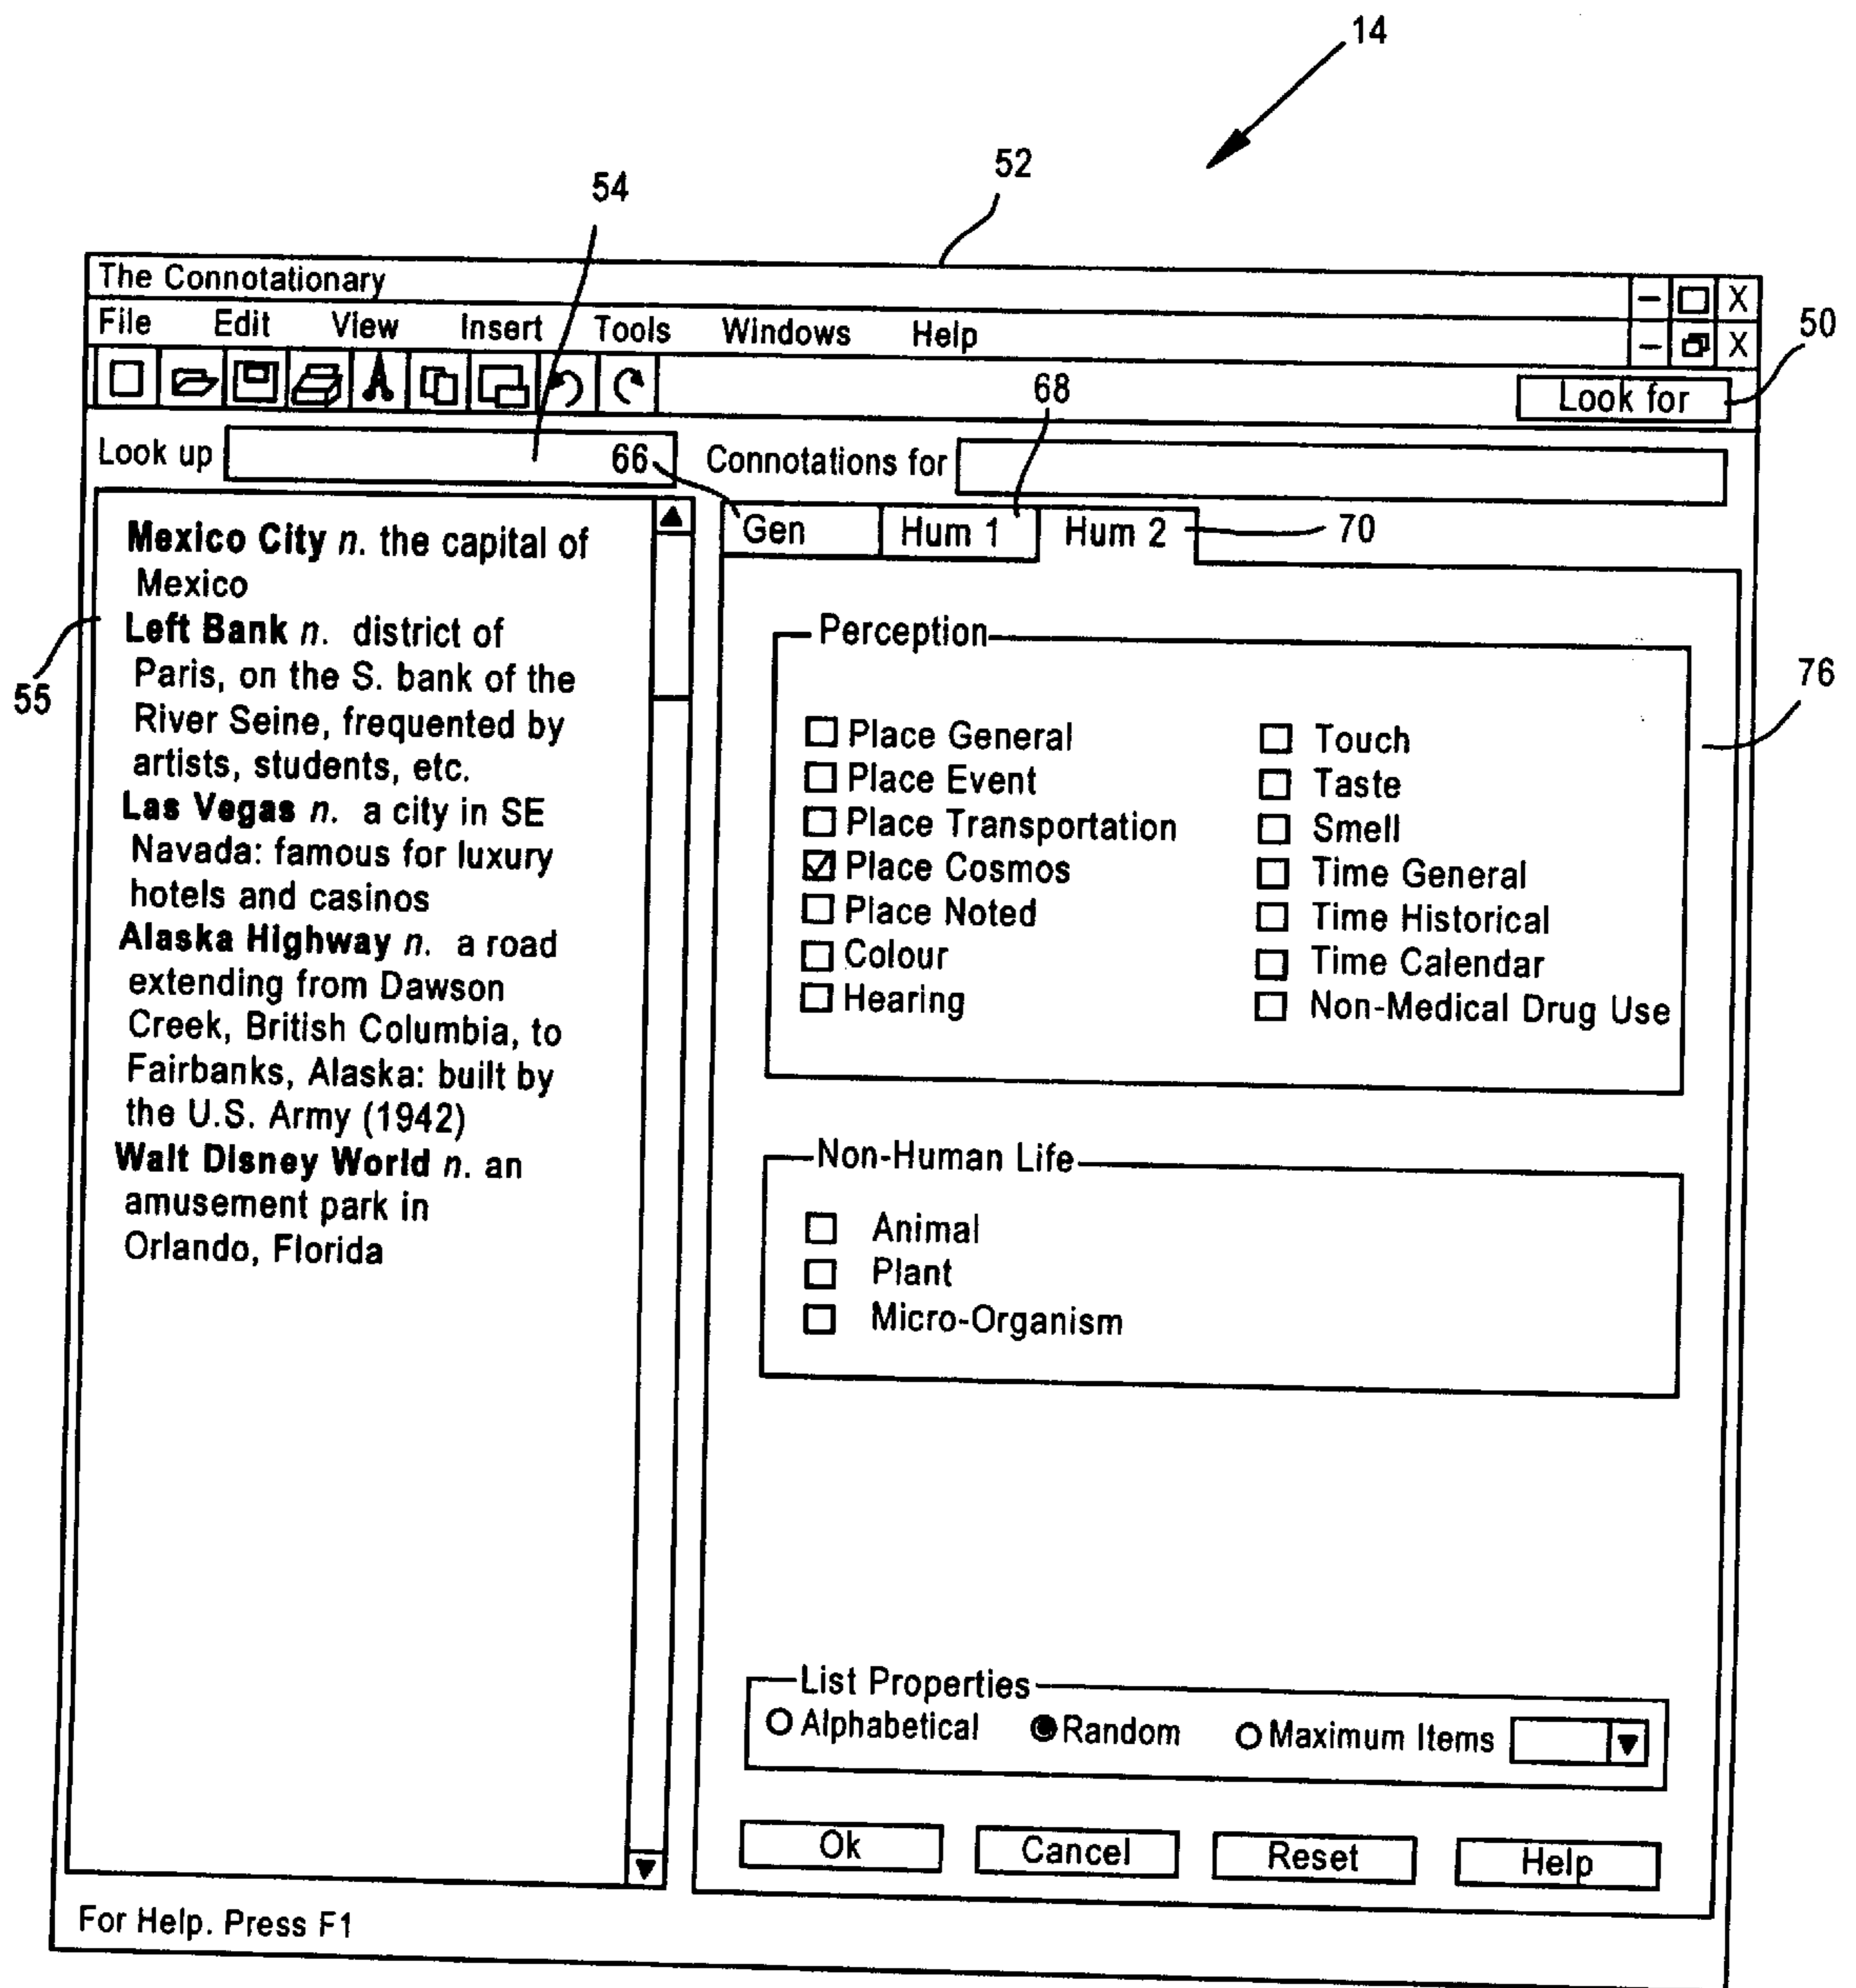 14
52
54
The Connotationary
File Edit View Insert Tools Windows Help
50
68
Look for
Look up
66
Connotations for
Gen Hum 1 Hum 2
70
Mexico City n. the capital of
Mexico
Left Bank n. district of
Paris, on the S. bank of the
River Seine, frequented by
artists, students, etc.
Las Vegas n. a city in SE
Navada: famous for luxury
hotels and casinos
Alaska Highway n. a road
extending from Dawson
Creek, British Columbia, to
Fairbanks, Alaska: built by
the U.S. Army (1942)
Walt Disney World n. an
amusement park in
Orlando, Florida
55
Perception
76
Place General
Place Event
Place Transportation
Place Cosmos
Place Noted
Colour
Hearing
Touch
Taste
Smell
Time General
Time Historical
Time Calendar
Non-Medical Drug Use
Non-Human Life
Animal
Plant
Micro-Organism
List Properties
Alphabetical Random Maximum Items
Ok Cancel Reset Help
For Help. Press F1